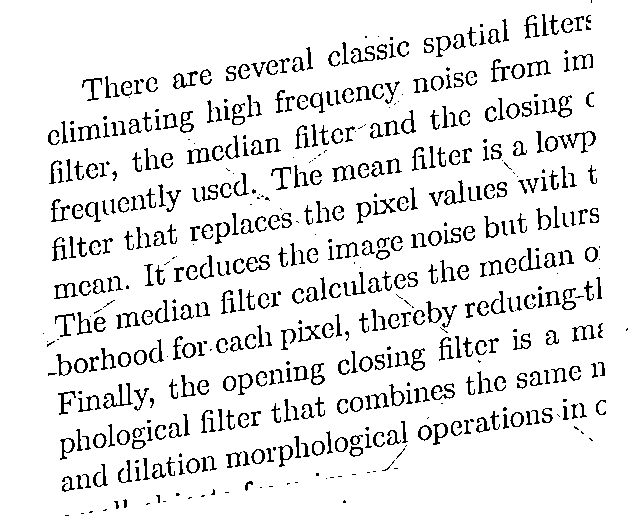 There are several classic spatial filters
eliminating high frequency noise from im
filter, the median filter and the closing
frequently used. The mean filter is a lowp
filter that replaces the pixel values with t
mean. It reduces the image noise but blurs
The median filter calculates the median o
borhood for each pixel, thereby reducing
Finally, the opening closing filter is a ma
phological filter that combines the same
and dilation morphological operations in